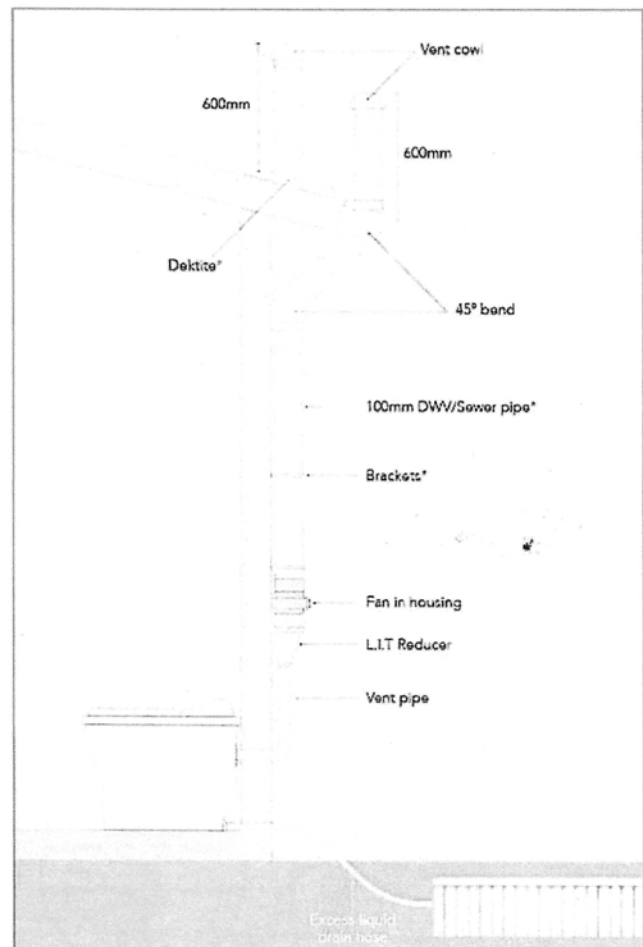 Vent cowl
600mm
600mm
Dektite*
45° bend
100mm DWV/Sewer pipe*
Brackets*
Fan in housing
L.I.T Reducer
Vent pipe
Excess liquid
drain hose